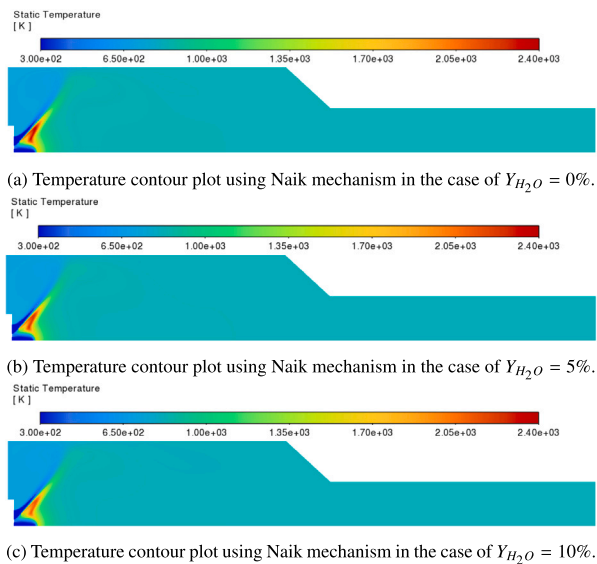 Static Temperature
[ K ]
3.00e+02 6.50e+02 1.00e+03 1.35e+03 1.70e+03 2.05e+03 2.40e+03
(a) Temperature contour plot using Naik mechanism in the case of Y_{H_2O} = 0%.
Static Temperature
[ K ]
3.00e+02 6.50e+02 1.00e+03 1.35e+03 1.70e+03 2.05e+03 2.40e+03
(b) Temperature contour plot using Naik mechanism in the case of Y_{H_2O} = 5%.
Static Temperature
[ K ]
3.00e+02 6.50e+02 1.00e+03 1.35e+03 1.70e+03 2.05e+03 2.40e+03
(c) Temperature contour plot using Naik mechanism in the case of Y_{H_2O} = 10%.